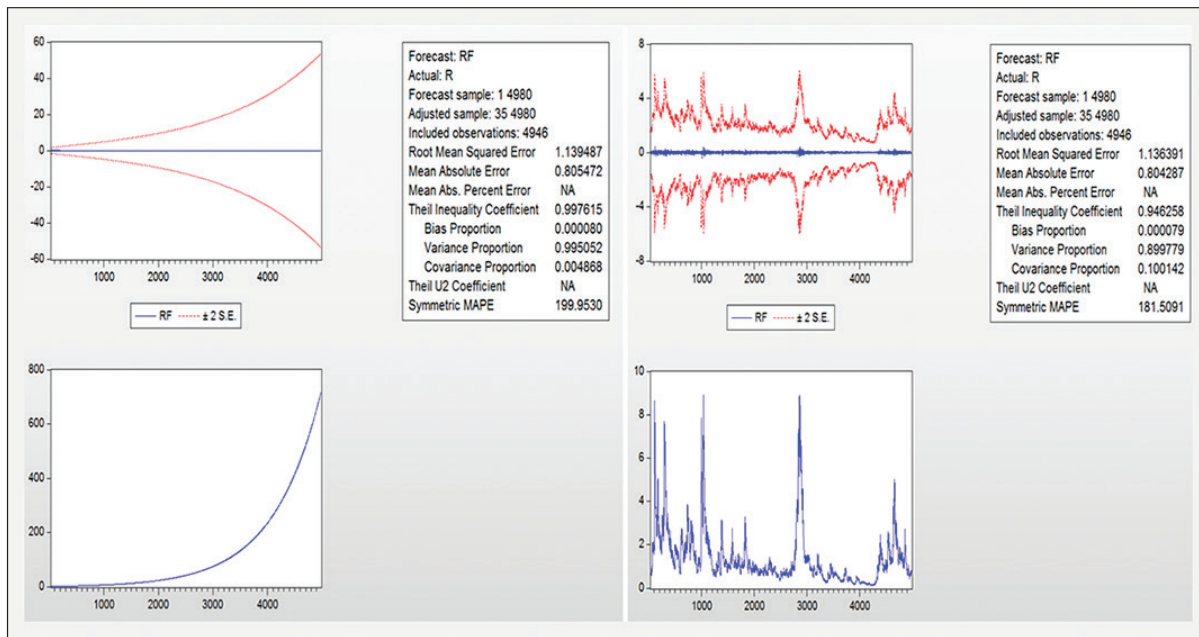 60
40
20
0
-20
-40
-60
1000 2000 3000 4000
RF ± 2 S.E.
Forecast: RF
Actual: R
Forecast sample: 1 4980
Adjusted sample: 35 4980
Included observations: 4946
Root Mean Squared Error 1.139487
Mean Absolute Error 0.805472
Mean Abs. Percent Error NA
Theil Inequality Coefficient 0.997615
Bias Proportion 0.000080
Variance Proportion 0.995052
Covariance Proportion 0.004868
Theil U2 Coefficient NA
Symmetric MAPE 199.9530
800
600
400
200
0
1000 2000 3000 4000
8
4
0
-4
-8
1000 2000 3000 4000
RF ± 2 S.E.
Forecast: RF
Actual: R
Forecast sample: 1 4980
Adjusted sample: 35 4980
Included observations: 4946
Root Mean Squared Error 1.136391
Mean Absolute Error 0.804287
Mean Abs. Percent Error NA
Theil Inequality Coefficient 0.946258
Bias Proportion 0.000079
Variance Proportion 0.899779
Covariance Proportion 0.100142
Theil U2 Coefficient NA
Symmetric MAPE 181.5091
10
8
6
4
2
0
1000 2000 3000 4000